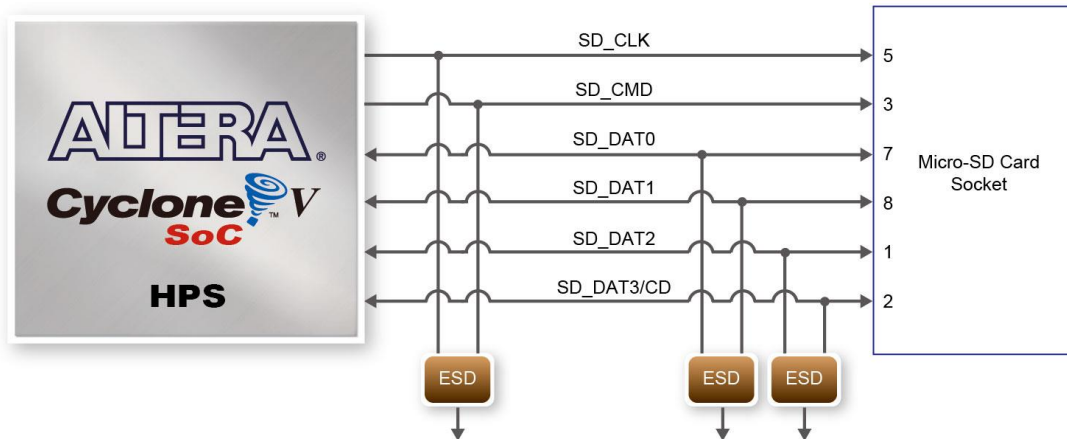 ALTERA®
Cyclone™ V
SoC
HPS
SD_CLK
SD_CMD
SD_DAT0
SD_DAT1
SD_DAT2
SD_DAT3/CD
5
3
7
8
1
2
Micro-SD Card
Socket
ESD
ESD
ESD